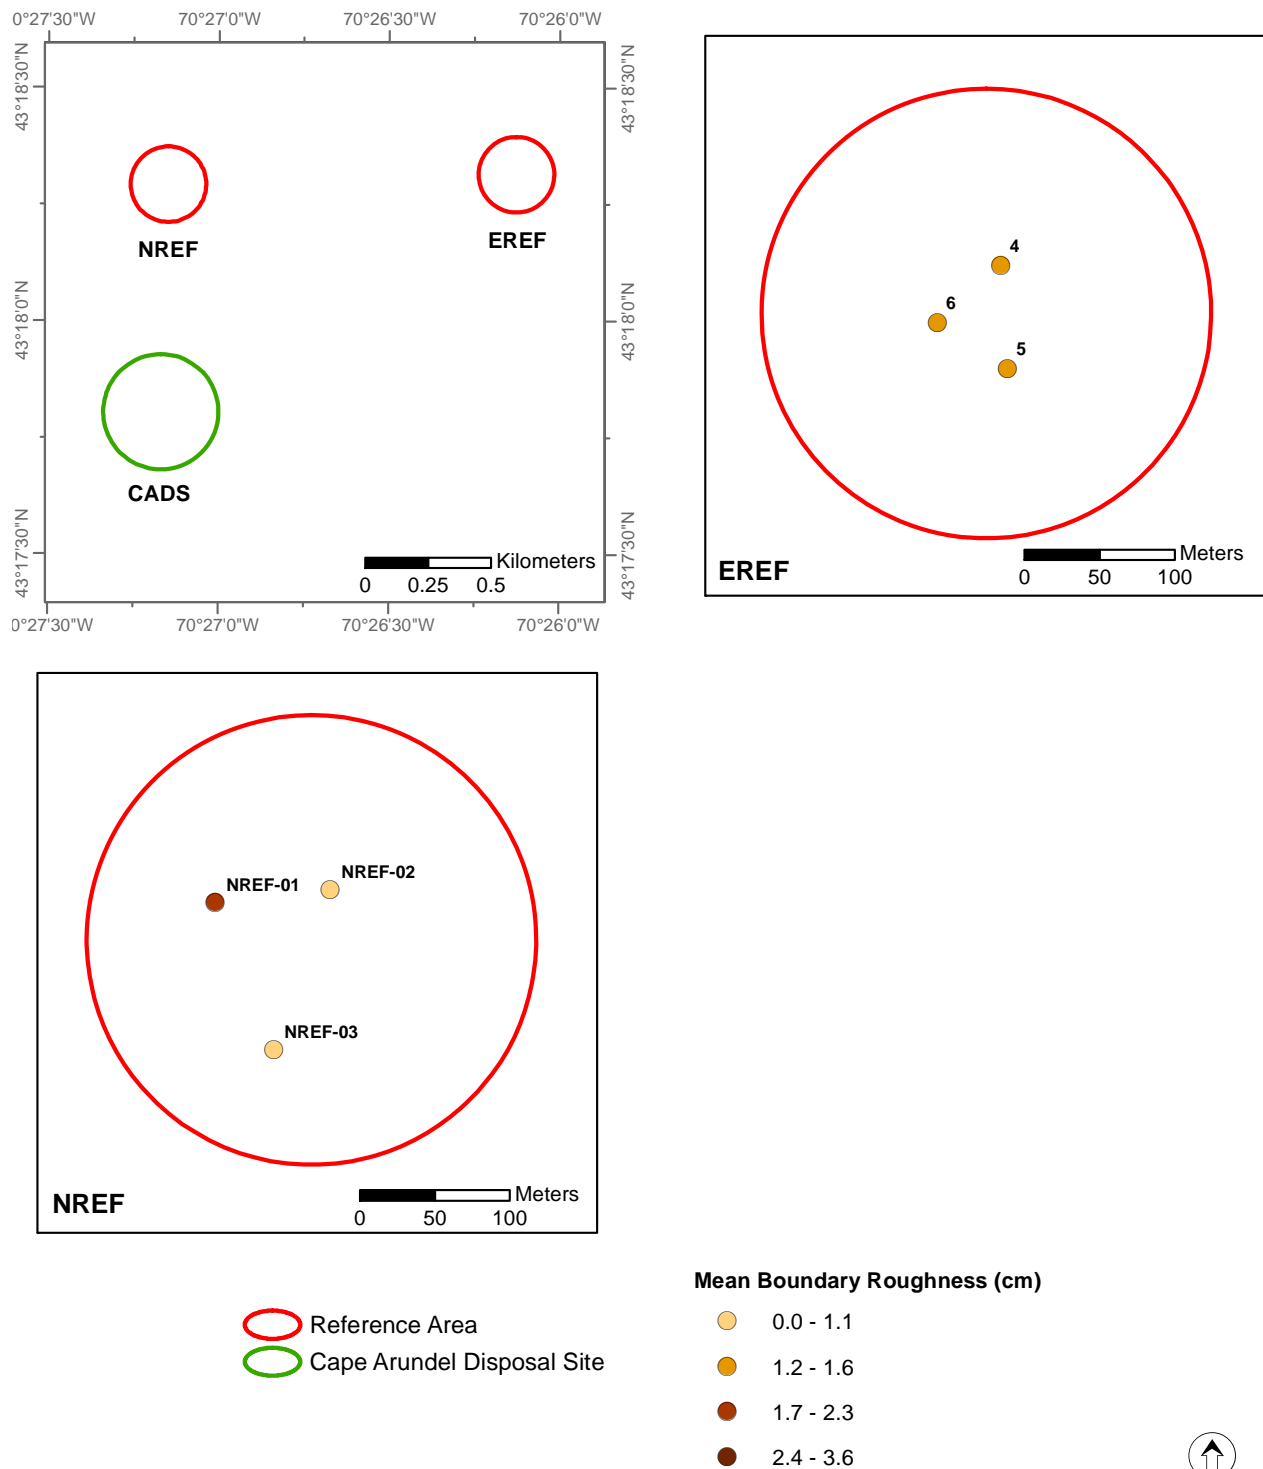 0°27'30"W 70°27'0"W 70°26'30"W 70°26'0"W
43°18'30"N 43°18'0"N 43°17'30"N
43°18'30"N 43°18'0"N 43°17'30"N
NREF
EREF
CADS
Kilometers
0 0.25 0.5
0°27'30"W 70°27'0"W 70°26'30"W 70°26'0"W
4
6
5
EREF
Meters
0 50 100
NREF-01
NREF-02
NREF-03
NREF
Meters
0 50 100
Reference Area
Cape Arundel Disposal Site
Mean Boundary Roughness (cm)
0.0 - 1.1
1.2 - 1.6
1.7 - 2.3
2.4 - 3.6